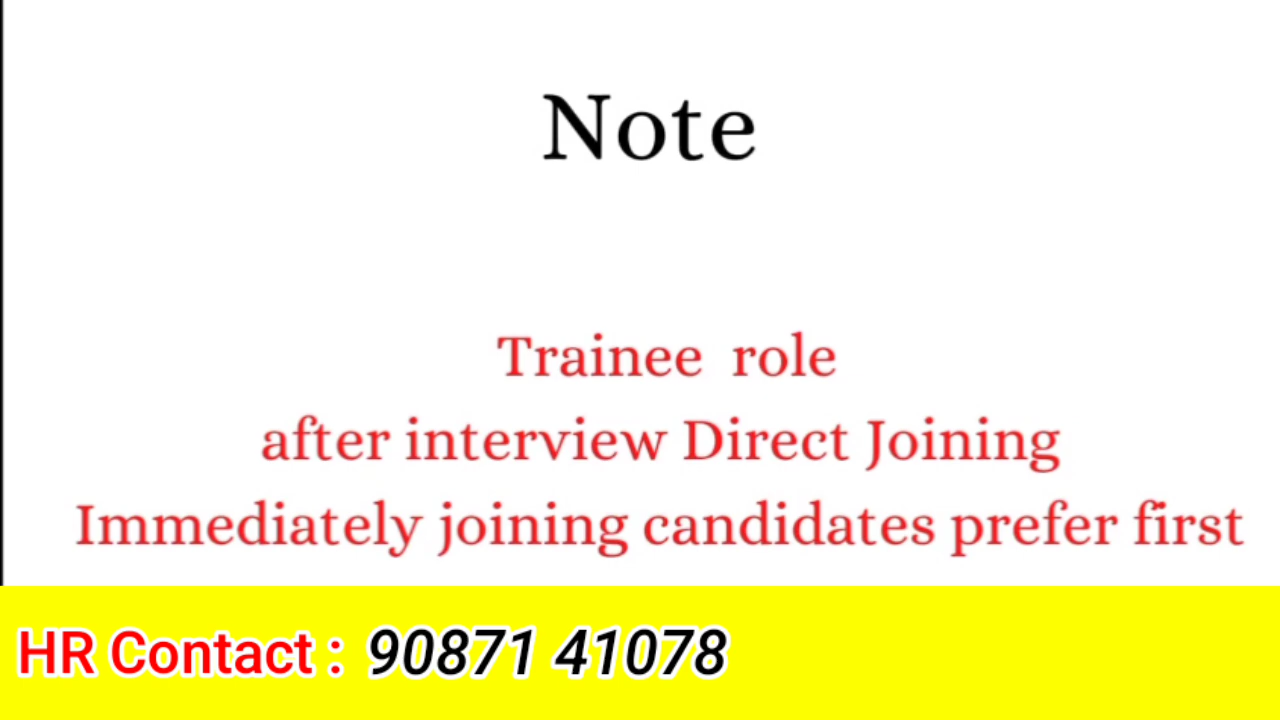 Note
Trainee role
after interview Direct Joining
Immediately joining candidates prefer first
HR Contact : 90871 41078